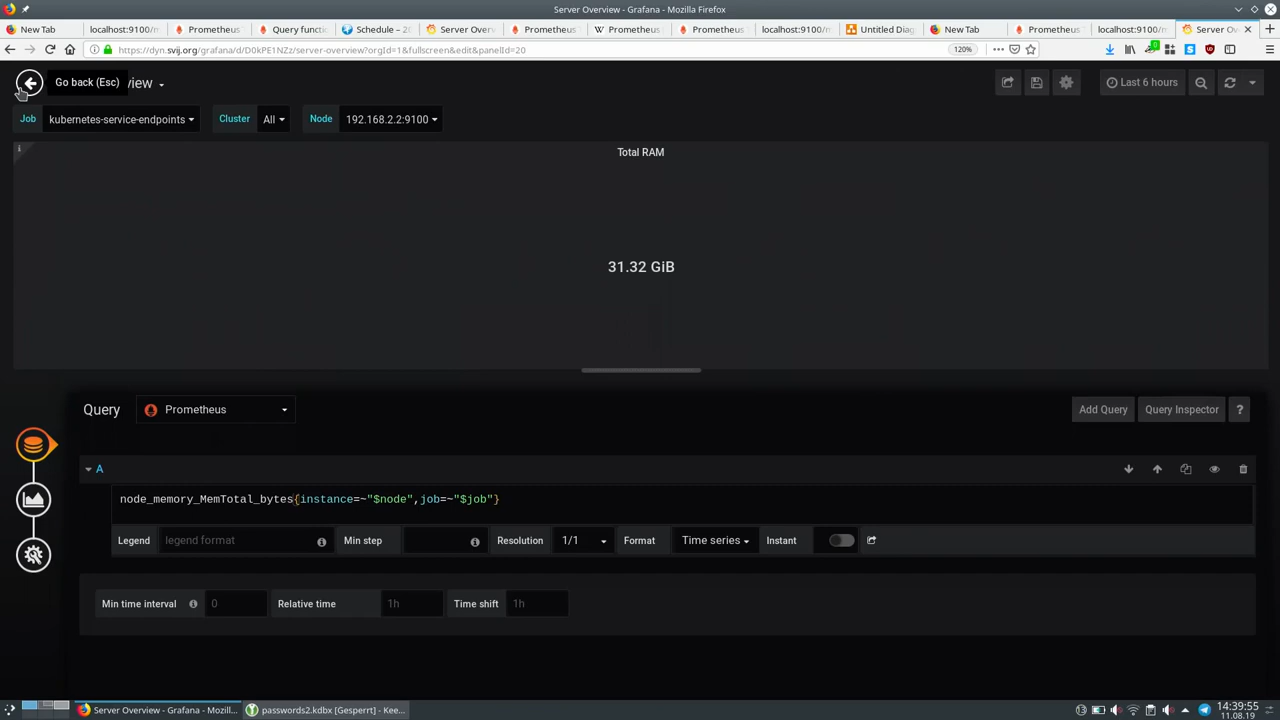 Server Overview - Grafana - Mozilla Firefox
New Tab
localhost:9100/
Prometheus
Query functi
Schedule – 2
Server Ove
Prometheus
Prometheus
Prometheus
localhost:9100/m
Untitled Diag
New Tab
Prometheus
localhost:9100/m
Server Ov
https://dyn.svij.org/grafana/d/D0kPE1NZz/server-overview?orgId=1&fullscreen&edit&panelId=20
120%
Go back (Esc)
view
Last 6 hours
Job kubernetes-service-endpoints Cluster All Node 192.168.2.2:9100
Total RAM
31.32 GiB
Query Prometheus Add Query Query Inspector ?
A
node_memory_MemTotal_bytes{instance=~"$node",job=~"$job"}
Legend legend format Min step Resolution 1/1 Format Time series Instant
Min time interval 0 Relative time 1h Time shift 1h
Server Overview - Grafana - Mozill...
passwords2.kdbx [Gesperrt] - Kee...
14:39:55
11.08.19